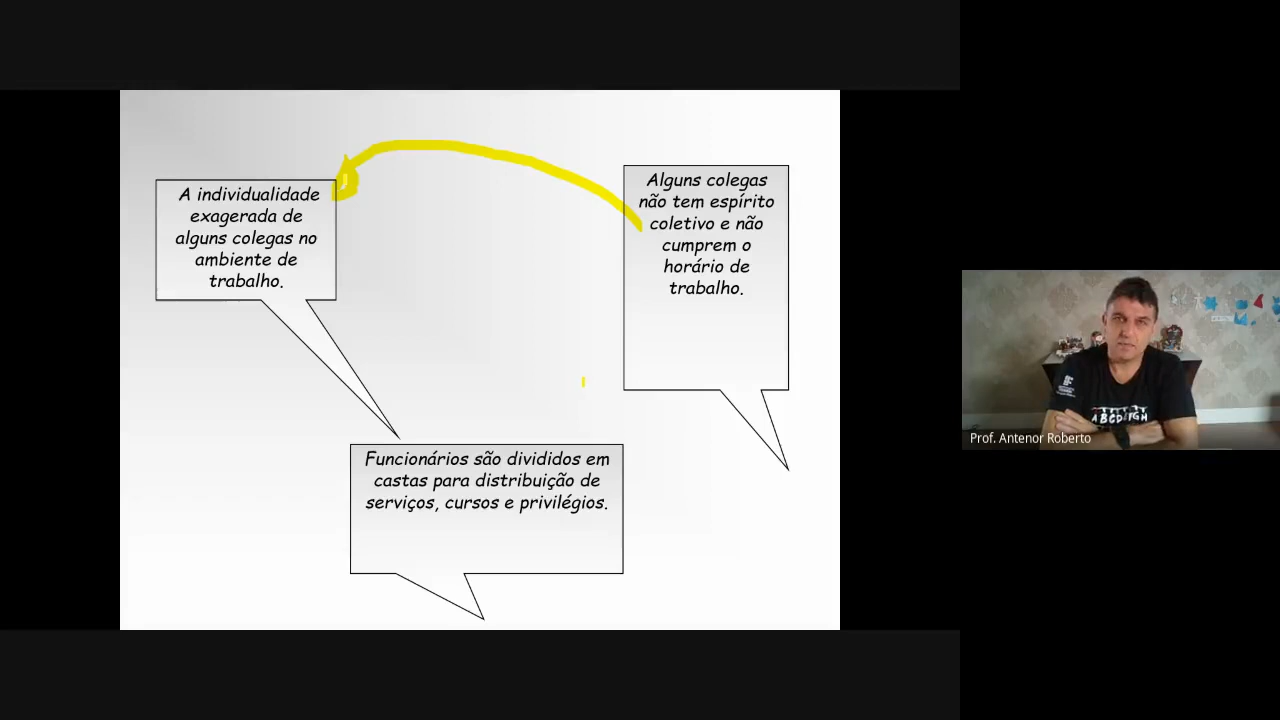 A individualidade
exagerada de
alguns colegas no
ambiente de
trabalho.
Alguns colegas
não tem espírito
coletivo e não
cumprem o
horário de
trabalho.
Funcionários são divididos em
castas para distribuição de
serviços, cursos e privilégios.
Prof. Antenor Roberto